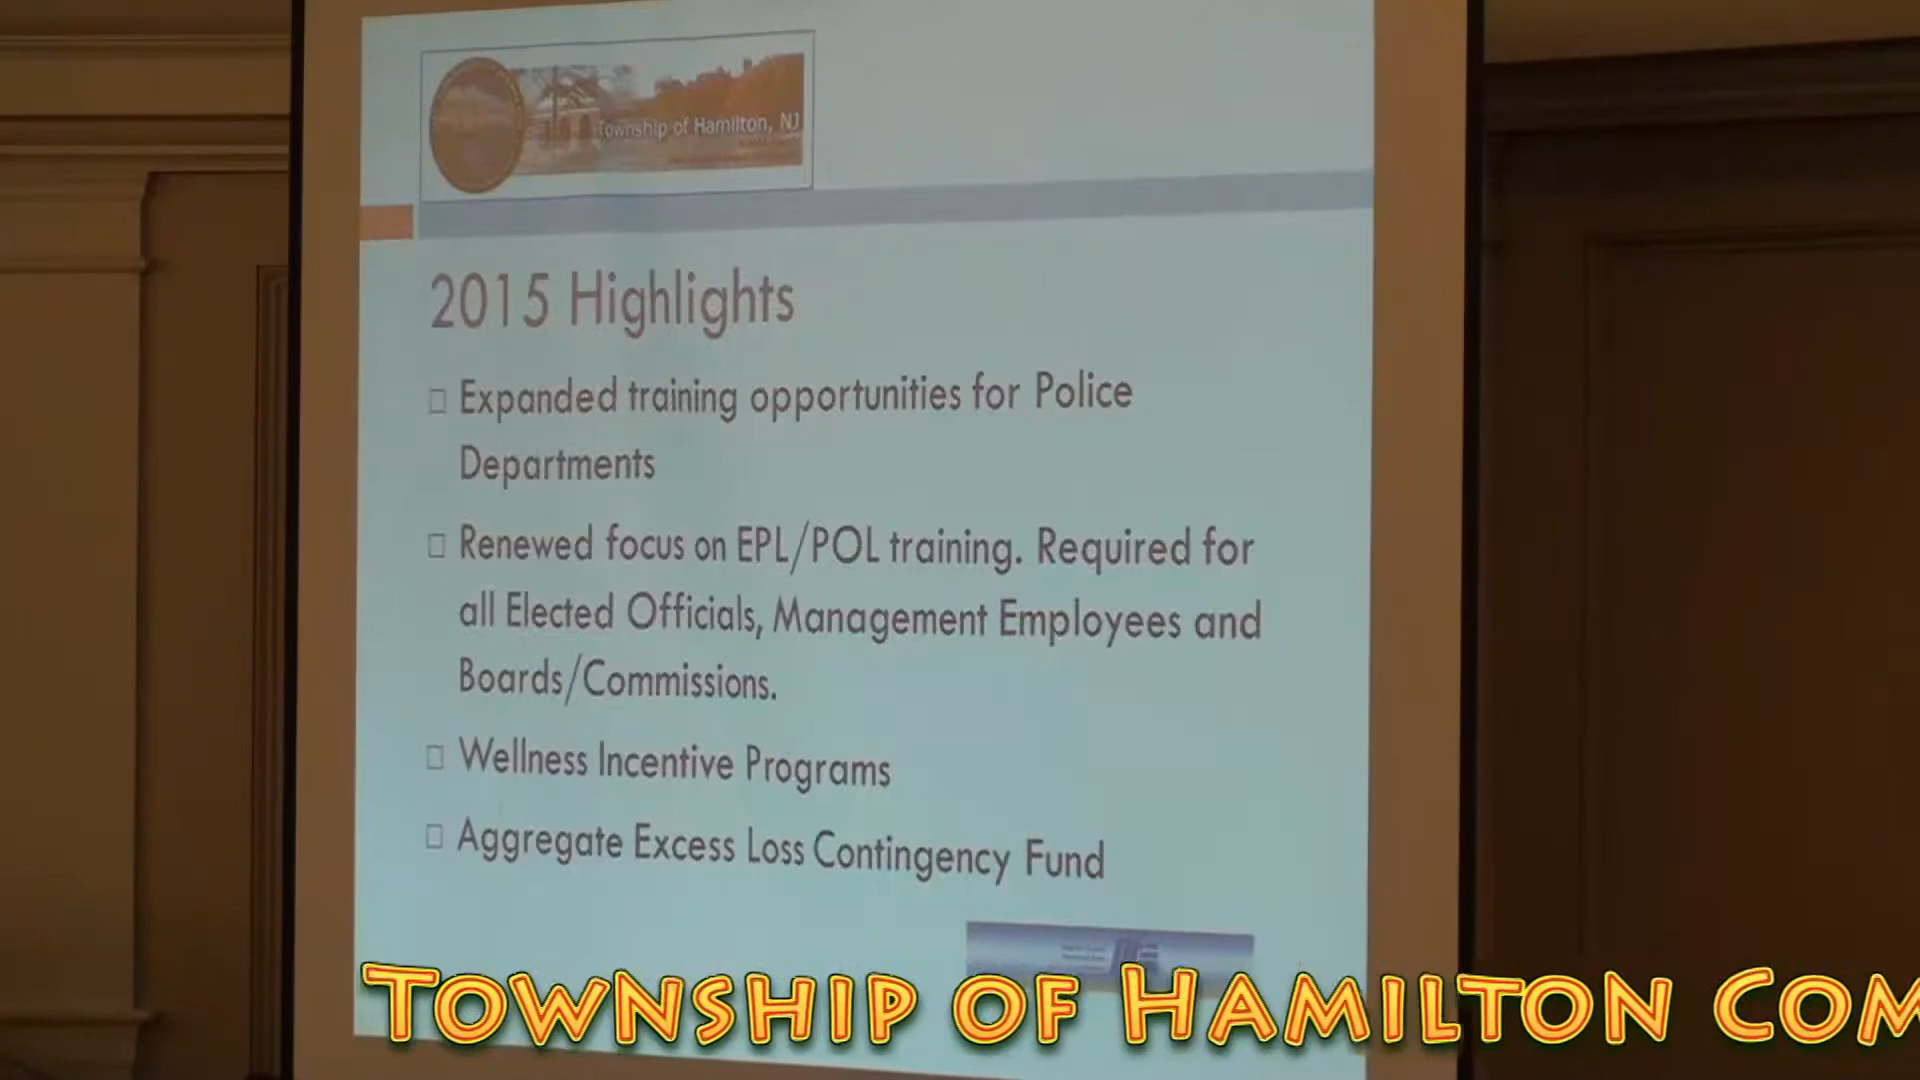 Township of Hamilton, NJ
2015 Highlights
Expanded training opportunities for Police
Departments
Renewed focus on EPL/POL training. Required for
all Elected Officials, Management Employees and
Boards/Commissions.
Wellness Incentive Programs
Aggregate Excess Loss Contingency Fund
TOWNSHIP OF HAMILTON COM